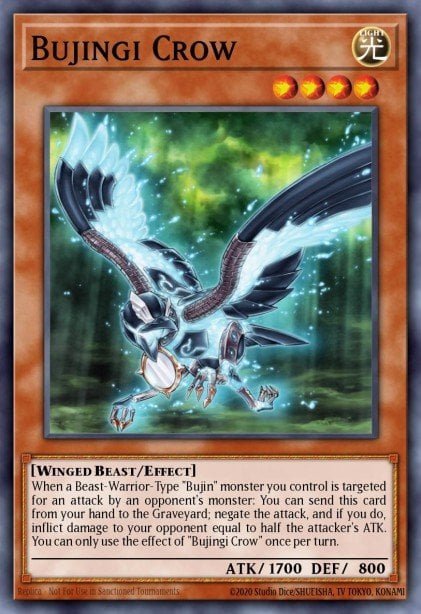 Bujingi Crow
LIGHT
光
[Winged Beast/Effect]
When a Beast-Warrior-Type "Bujin" monster you control is targeted
for an attack by an opponent's monster: You can send this card
from your hand to the Graveyard; negate the attack, and if you do,
inflict damage to your opponent equal to half the attacker's ATK.
You can only use the effect of "Bujingi Crow" once per turn.
ATK/ 1700 DEF/ 800
Replica - Not For Use in Sanctioned Tournaments
©2020 Studio Dice/SHUEISHA, TV TOKYO, KONAMI